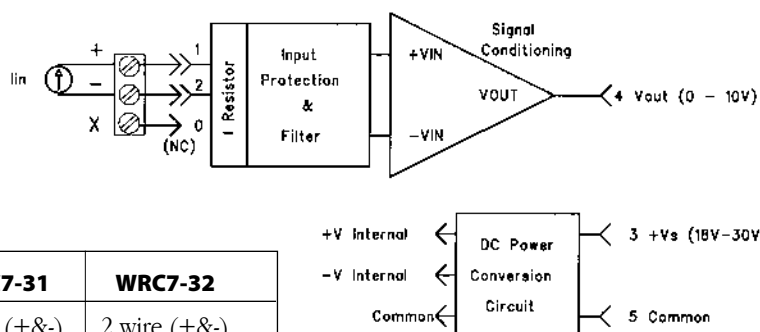 Iin
+
-
X
1
2
0
(NC)
I Resistor
Input
Protection
&
Filter
+VIN
-VIN
VOUT
Signal
Conditioning
4 Vout (0 - 10V)
+V Internal
-V Internal
Common
DC Power
Conversion
Circuit
3 +Vs (18V-30V
5 Common
7-31 WRC7-32
(+&-) 2 wire (+&-)